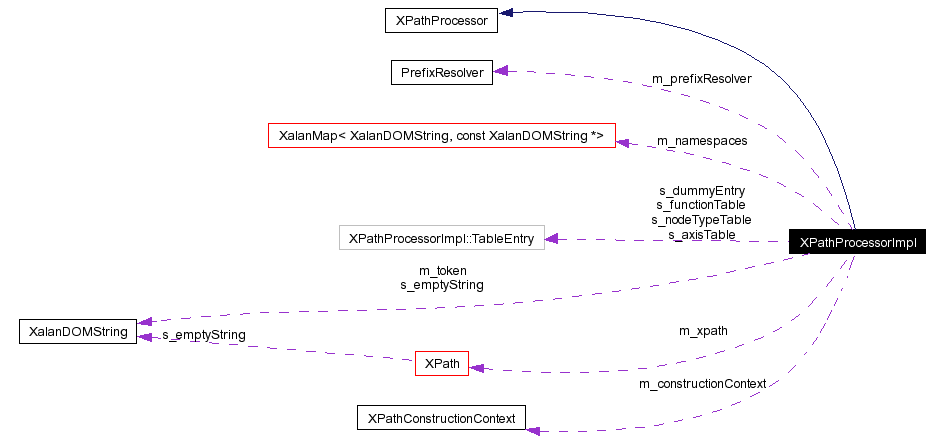 XPathProcessor
PrefixResolver
m_prefixResolver
XalanMap< XalanDOMString, const XalanDOMString *>
m_namespaces
s_dummyEntry
s_functionTable
s_nodeTypeTable
s_axisTable
XPathProcessorImpl::TableEntry
XPathProcessorImpl
m_token
s_emptyString
XalanDOMString
s_emptyString
m_xpath
XPath
m_constructionContext
XPathConstructionContext